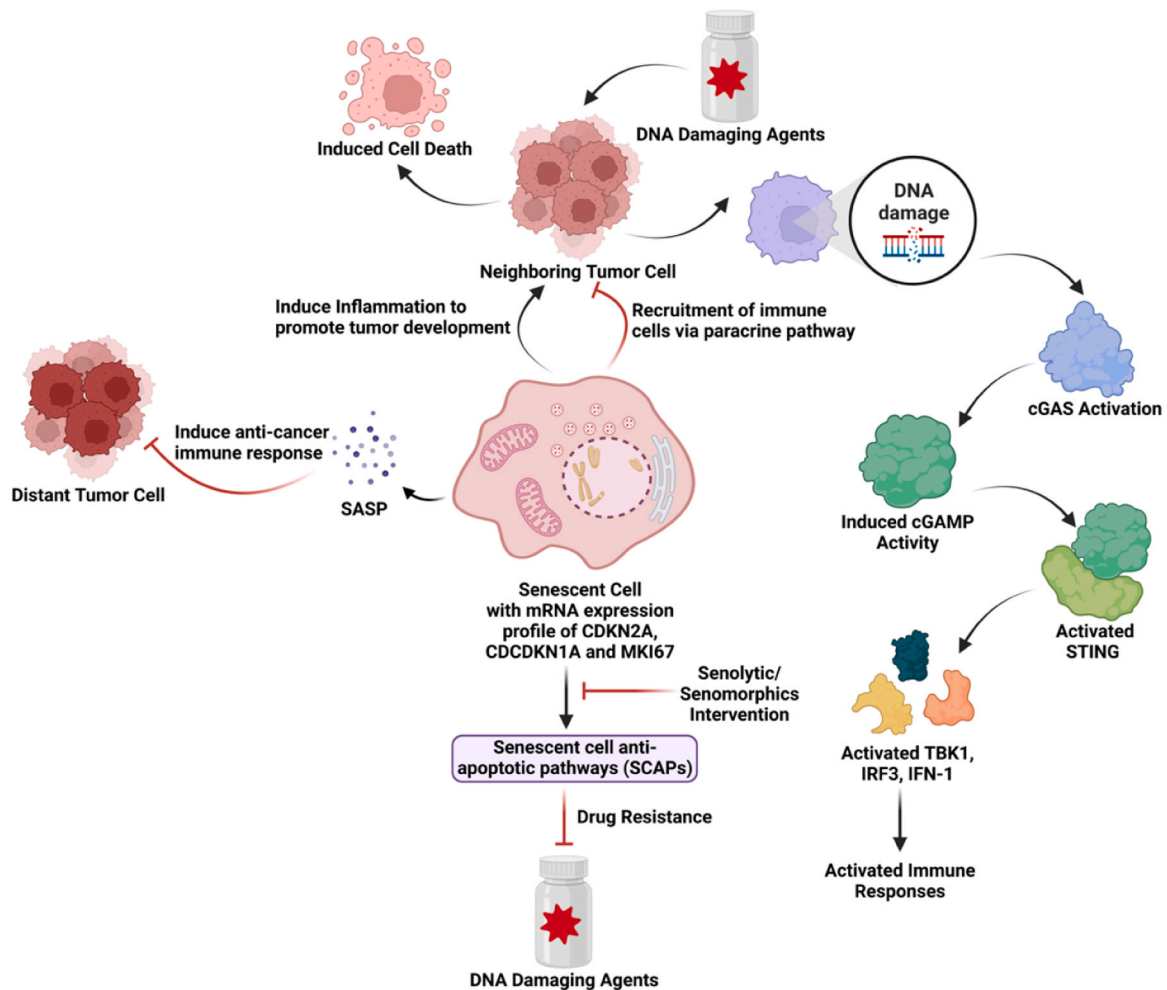 DNA Damaging Agents
Induced Cell Death
DNA
damage
Neighboring Tumor Cell
Induce Inflammation to
promote tumor development
Recruitment of immune
cells via paracrine pathway
cGAS Activation
Induce anti-cancer
immune response
Distant Tumor Cell
SASP
Induced cGAMP
Activity
Senescent Cell
with mRNA expression
profile of CDKN2A,
CDCDKN1A and MKI67
Activated
STING
Senolytic/
Senomorphics
Intervention
Senescent cell anti-
apoptotic pathways (SCAPs)
Activated TBK1,
IRF3, IFN-1
Drug Resistance
Activated Immune
Responses
DNA Damaging Agents